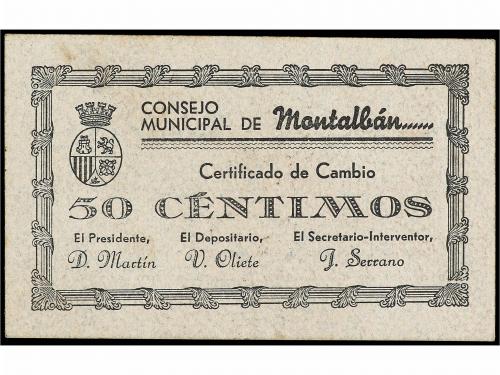 CONSEJO
MUNICIPAL DE Montalbán......
Certificado de Cambio
50 CÉNTIMOS
El Presidente, El Depositario, El Secretario-Interventor,
D. Martín V. Oliete J. Serrano